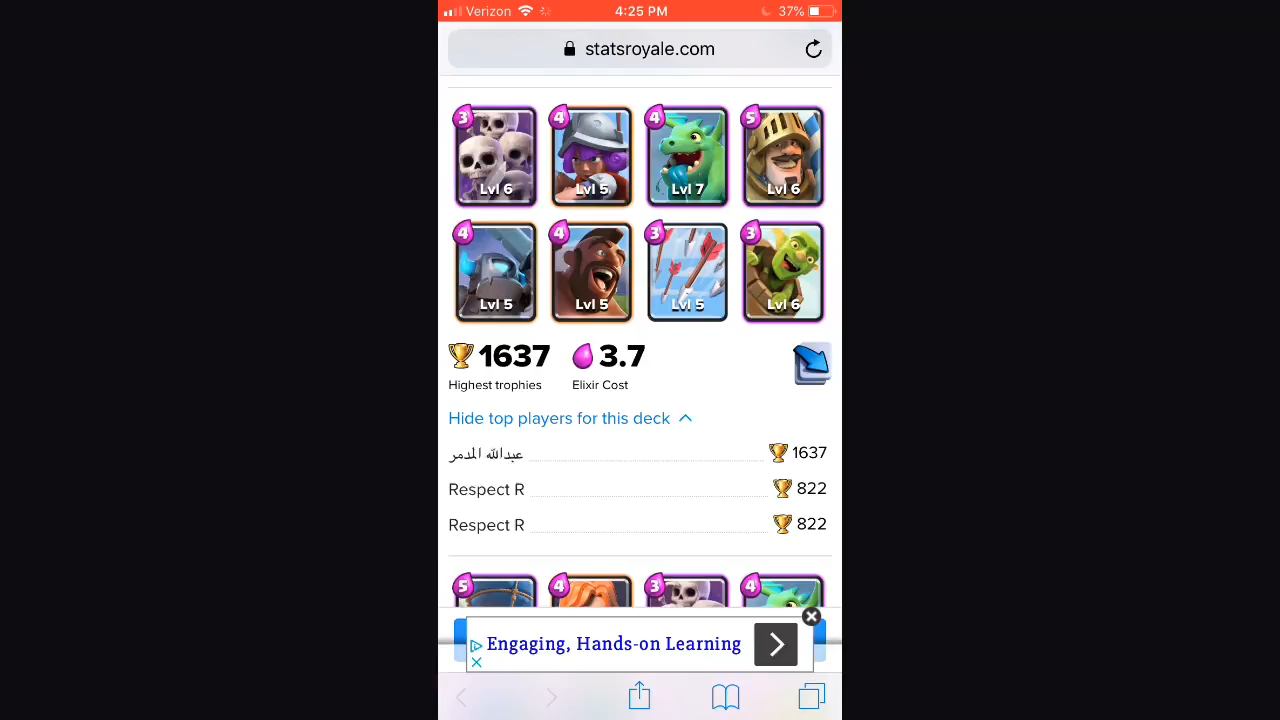 Verizon 4:25 PM 37%
statsroyale.com
3 4 4 5
Lvl 6 Lvl 5 Lvl 7 Lvl 6
4 4 3 3
Lvl 5 Lvl 5 Lvl 5 Lvl 6
1637 3.7
Highest trophies Elixir Cost
Hide top players for this deck
عبدالله المدمر 1637
Respect R 822
Respect R 822
5 4 3 4
Engaging, Hands-on Learning